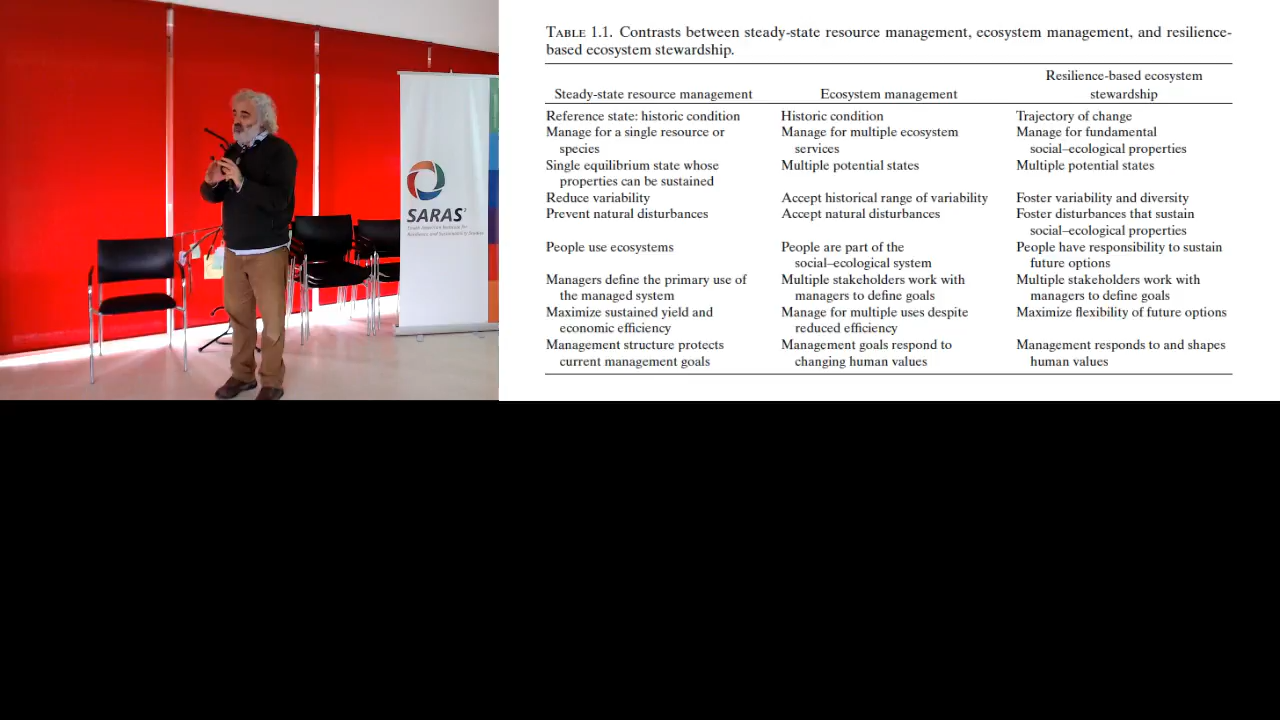 SARAS²
TABLE 1.1. Contrasts between steady-state resource management, ecosystem management, and resilience-
based ecosystem stewardship.
Steady-state resource management
Ecosystem management
Resilience-based ecosystem
stewardship
Reference state: historic condition
Historic condition
Trajectory of change
Manage for a single resource or
species
Manage for multiple ecosystem
services
Manage for fundamental
social–ecological properties
Single equilibrium state whose
properties can be sustained
Multiple potential states
Multiple potential states
Reduce variability
Accept historical range of variability
Foster variability and diversity
Prevent natural disturbances
Accept natural disturbances
Foster disturbances that sustain
social–ecological properties
People use ecosystems
People are part of the
social–ecological system
People have responsibility to sustain
future options
Managers define the primary use of
the managed system
Multiple stakeholders work with
managers to define goals
Multiple stakeholders work with
managers to define goals
Maximize sustained yield and
economic efficiency
Manage for multiple uses despite
reduced efficiency
Maximize flexibility of future options
Management structure protects
current management goals
Management goals respond to
changing human values
Management responds to and shapes
human values